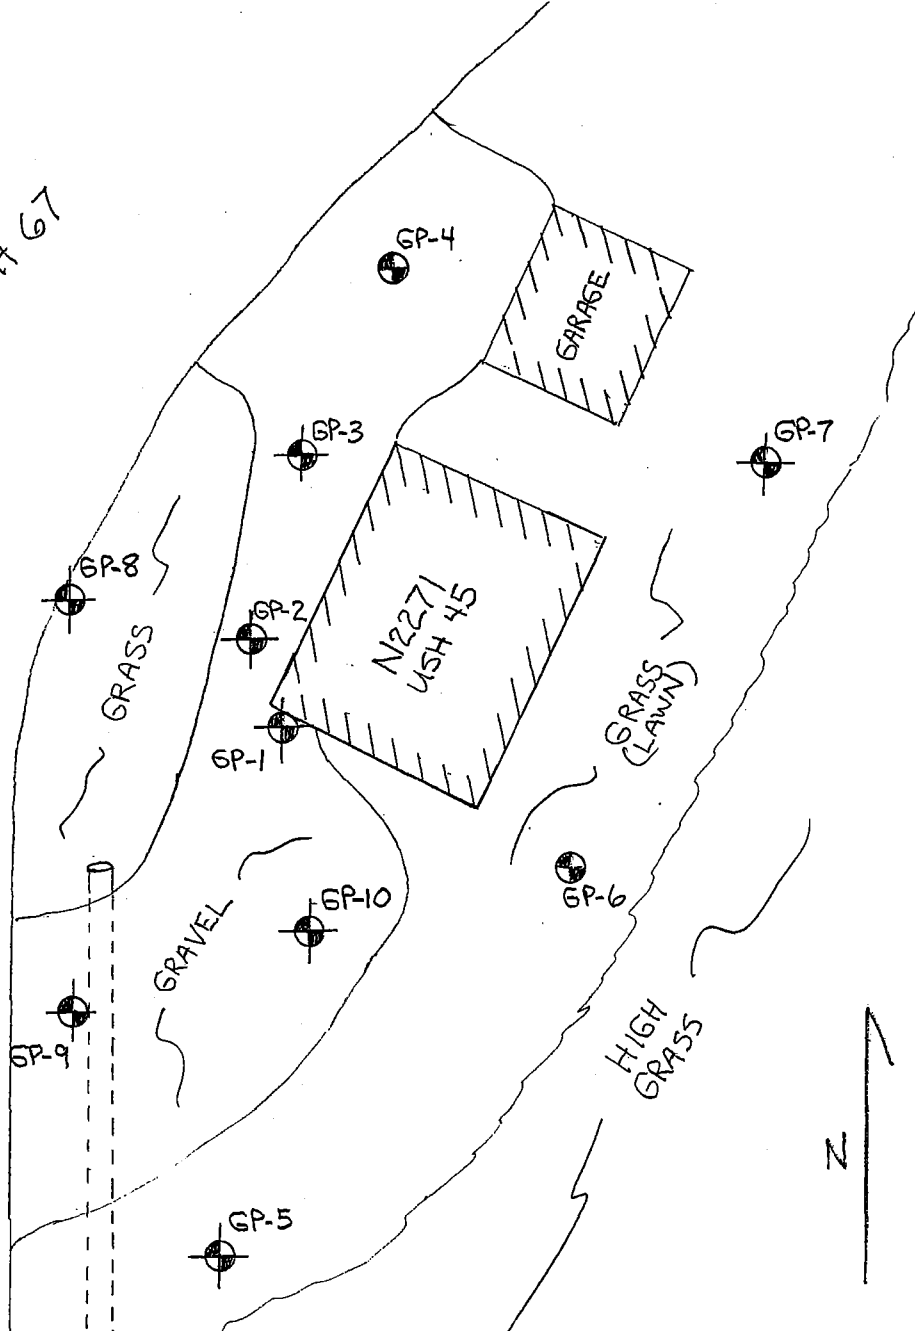 67
GP-4
GARAGE
GP-3
GP-7
GP-8
GP-2
N2271
USH 45
GRASS
GRASS
(LAWN)
GP-1
GP-6
GP-10
GRAVEL
GP-9
HIGH
GRASS
N
GP-5